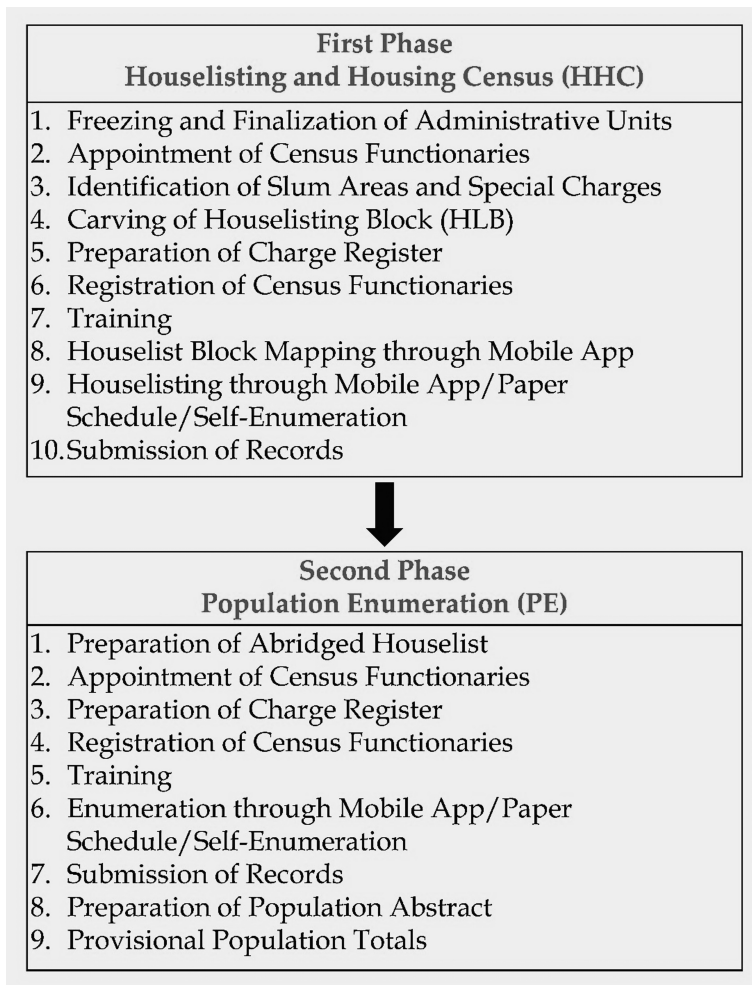 First Phase
Houselisting and Housing Census (HHC)
1. Freezing and Finalization of Administrative Units
2. Appointment of Census Functionaries
3. Identification of Slum Areas and Special Charges
4. Carving of Houselisting Block (HLB)
5. Preparation of Charge Register
6. Registration of Census Functionaries
7. Training
8. Houselist Block Mapping through Mobile App
9. Houselisting through Mobile App/Paper
Schedule/Self-Enumeration
10. Submission of Records
Second Phase
Population Enumeration (PE)
1. Preparation of Abridged Houselist
2. Appointment of Census Functionaries
3. Preparation of Charge Register
4. Registration of Census Functionaries
5. Training
6. Enumeration through Mobile App/Paper
Schedule/Self-Enumeration
7. Submission of Records
8. Preparation of Population Abstract
9. Provisional Population Totals